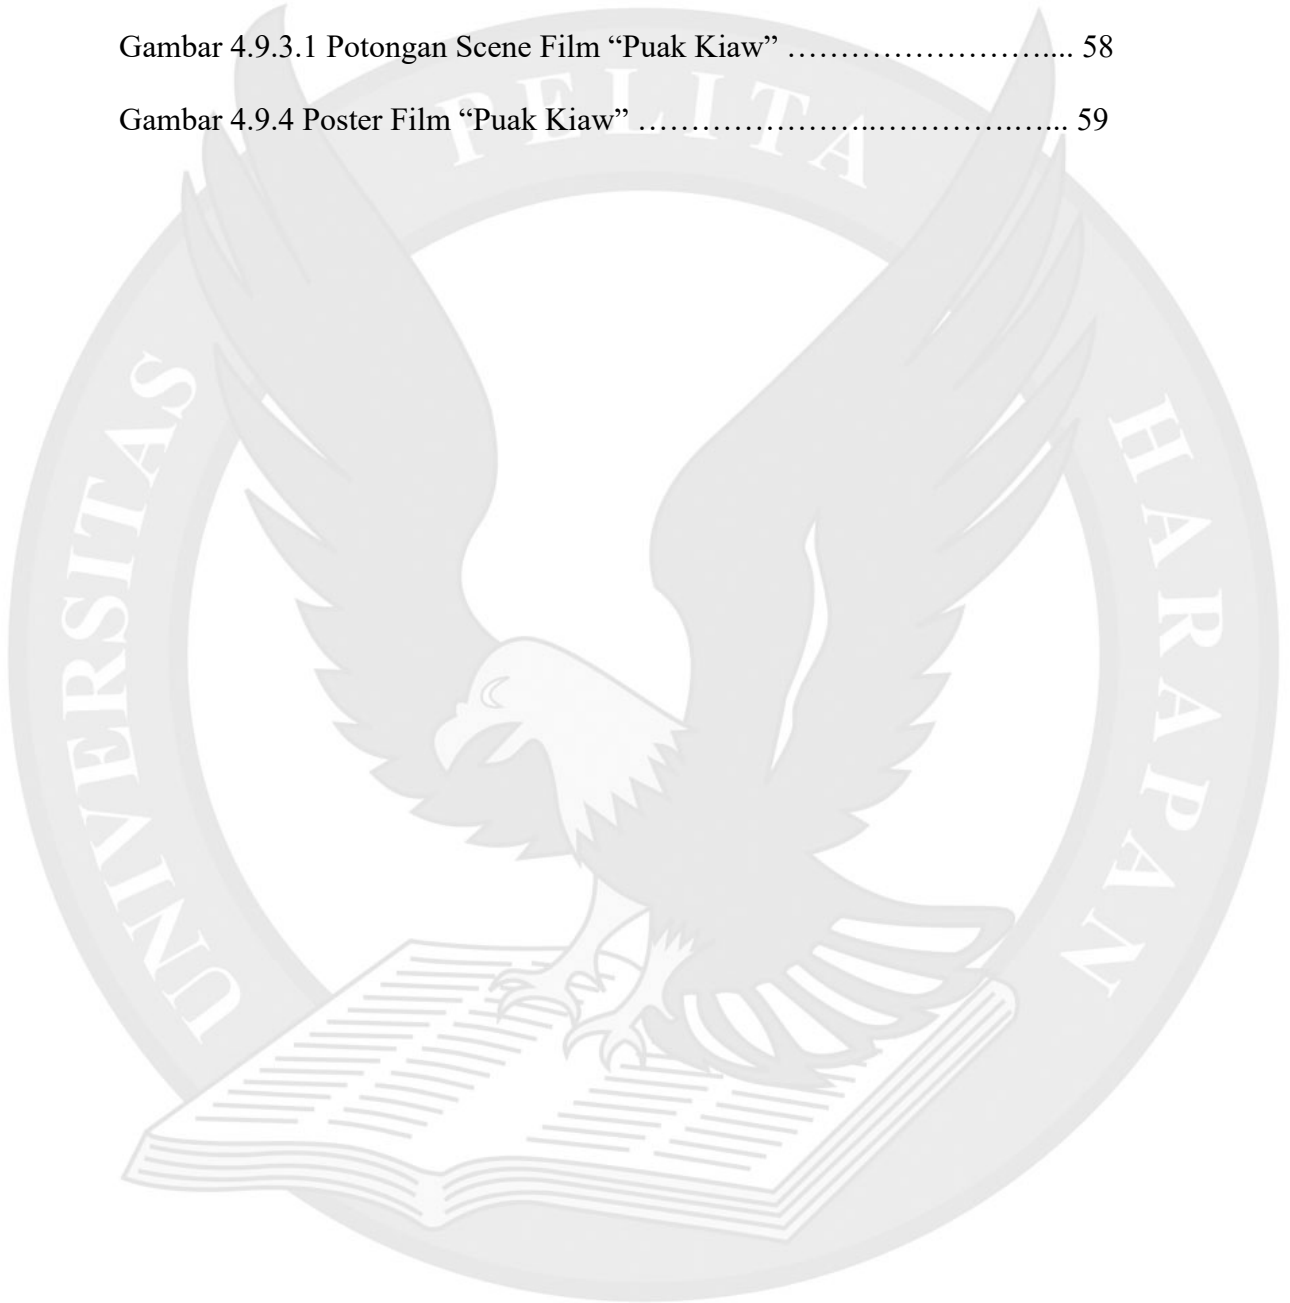 Gambar 4.9.3.1 Potongan Scene Film “Puak Kiaw” ……………………….... 58
Gambar 4.9.4 Poster Film “Puak Kiaw” …………………...………….….... 59
UNIVERSITAS PELITA HARAPAN